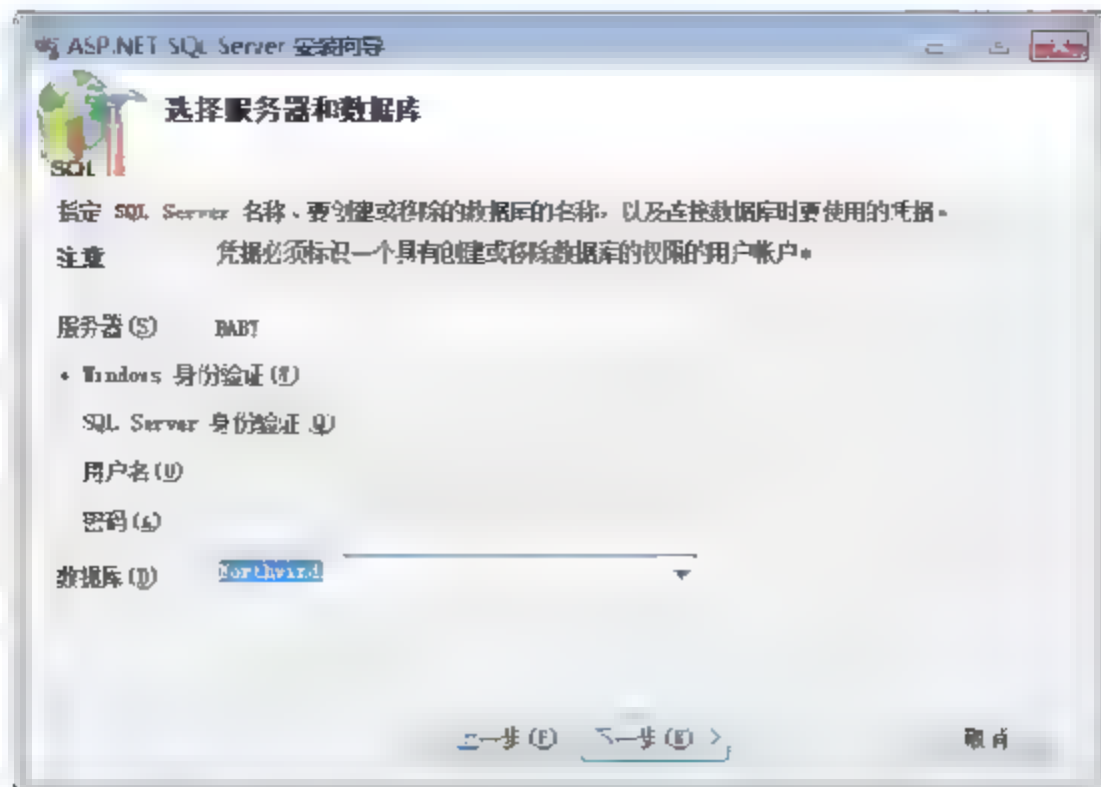 ASP.NET SQL Server 安装向导
选择服务器和数据库
SQL
指定 SQL Server 名称、要创建或移除的数据库的名称，以及连接数据库时要使用的凭据。
注意 凭据必须标识一个具有创建或移除数据库的权限的用户帐户。
服务器(S) BABY
Windows 身份验证(W)
SQL Server 身份验证(Q)
用户名(U)
密码(A)
数据库(D) Northwind
上一步(P) 下一步(N) > 取消